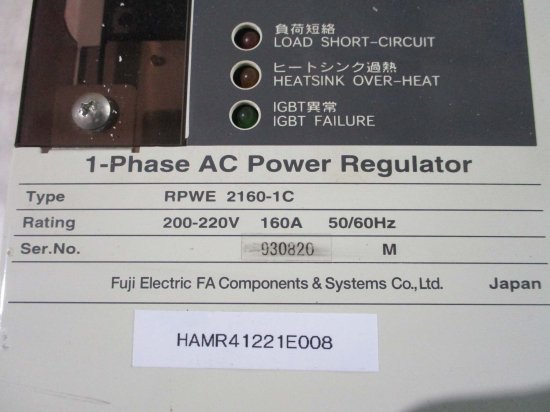 負荷短絡
LOAD SHORT-CIRCUIT
ヒートシンク過熱
HEATSINK OVER-HEAT
IGBT異常
IGBT FAILURE
1-Phase AC Power Regulator
Type RPWE 2160-1C
Rating 200-220V 160A 50/60Hz
Ser.No. 930820 M
Fuji Electric FA Components & Systems Co., Ltd. Japan
HAMR41221E008